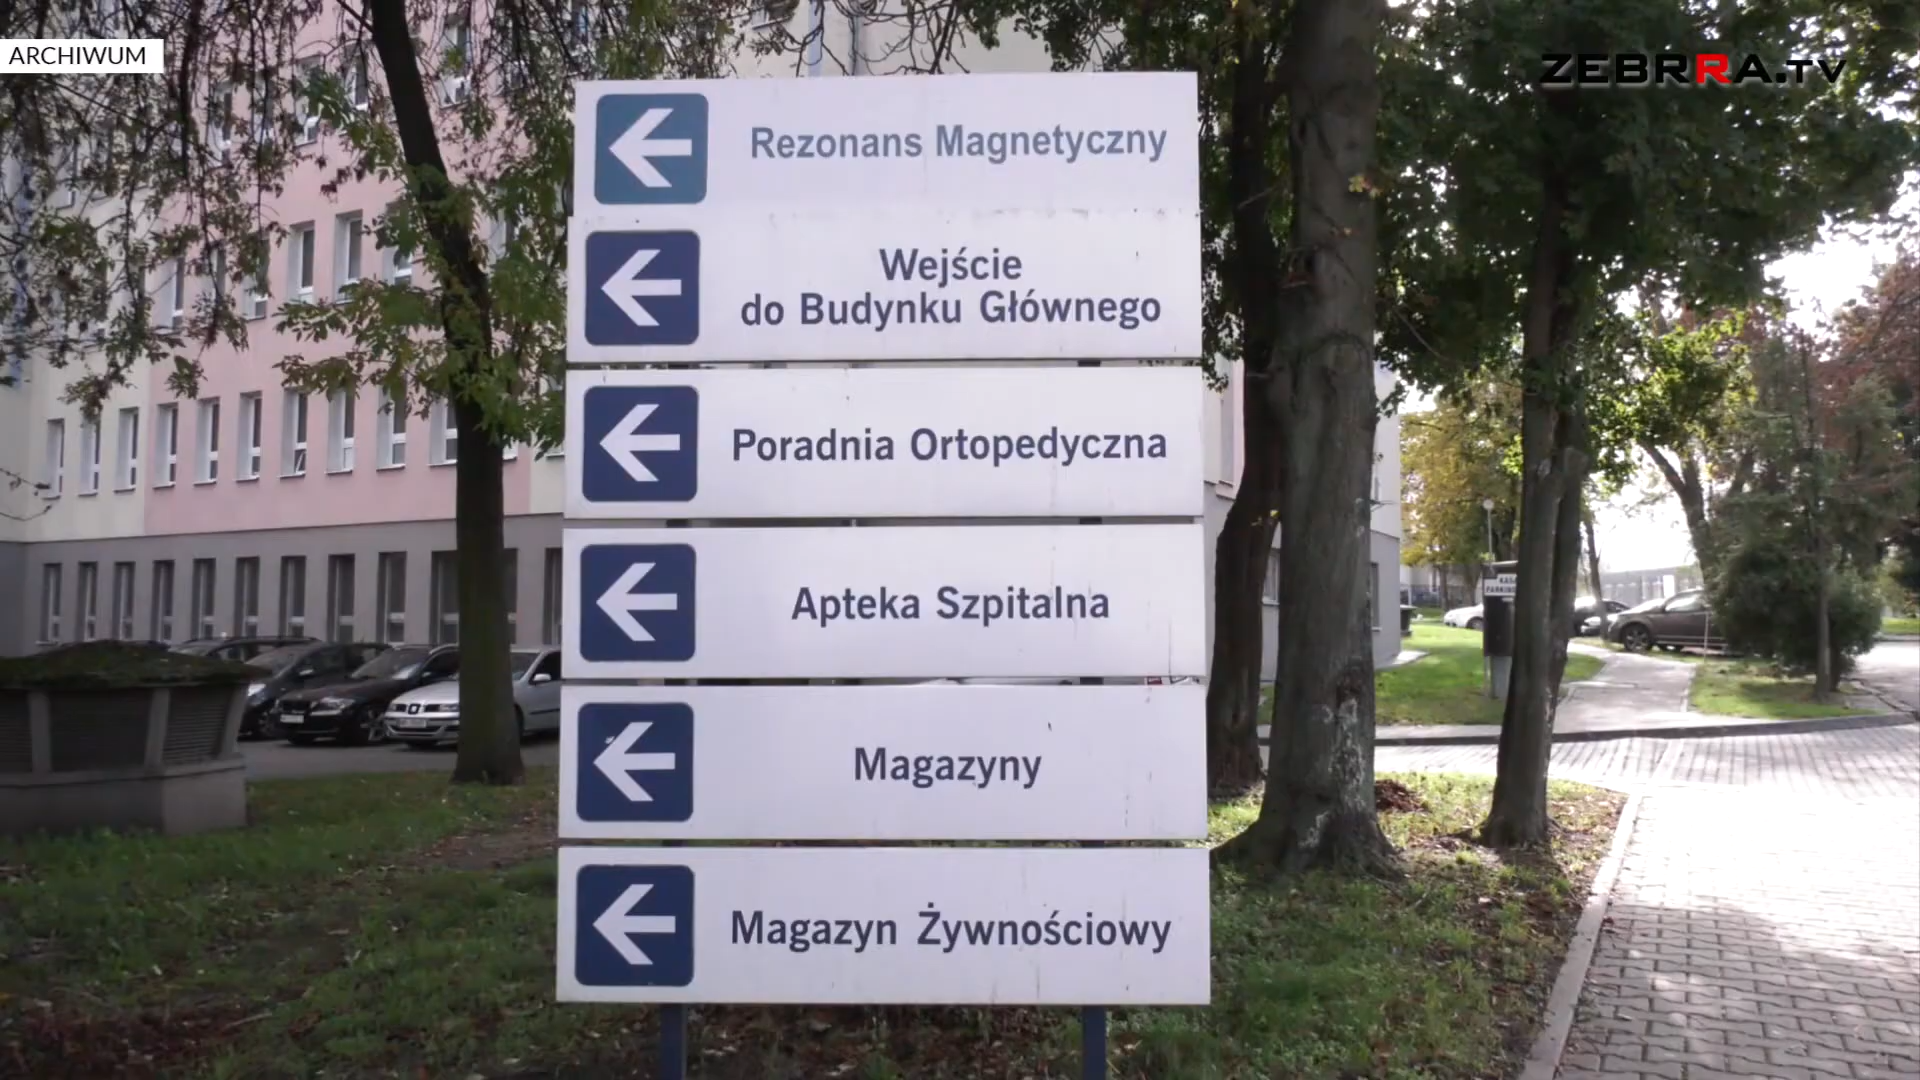 ARCHIWUM
ZEBRRA.TV
Rezonans Magnetyczny
Wejście
do Budynku Głównego
Poradnia Ortopedyczna
Apteka Szpitalna
Magazyny
Magazyn Żywnościowy